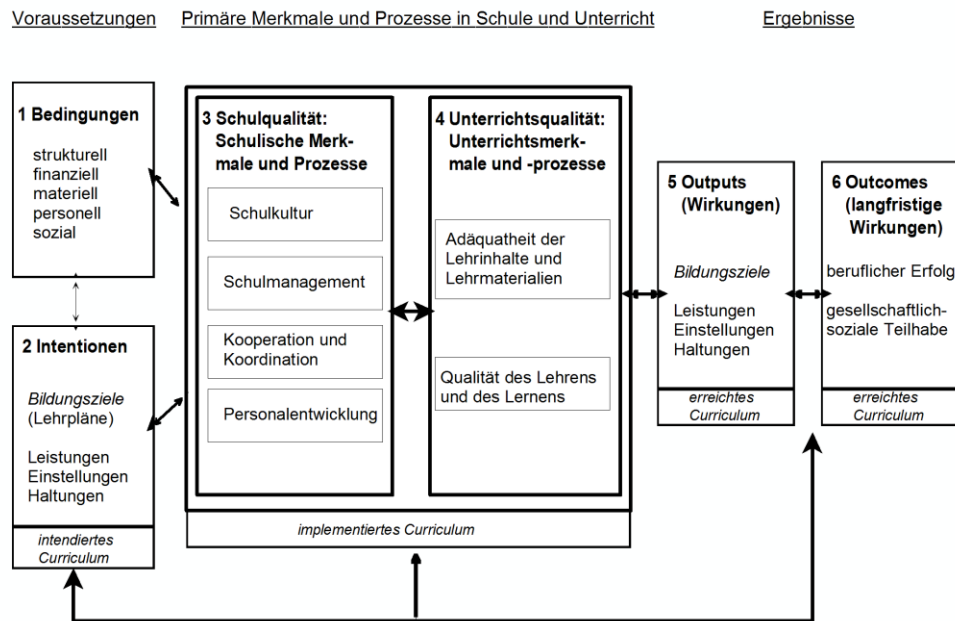 Voraussetzungen
Primäre Merkmale und Prozesse in Schule und Unterricht
Ergebnisse
1 Bedingungen
strukturell
finanziell
materiell
personell
sozial
2 Intentionen
Bildungsziele
(Lehrpläne)
Leistungen
Einstellungen
Haltungen
intendiertes
Curriculum
3 Schulqualität:
Schulische Merk-
male und Prozesse
Schulkultur
Schulmanagement
Kooperation und
Koordination
Personalentwicklung
4 Unterrichtsqualität:
Unterrichtsmerk-
male und -prozesse
Adäquatheit der
Lehrinhalte und
Lehrmaterialien
Qualität des Lehrens
und des Lernens
implementiertes Curriculum
5 Outputs
(Wirkungen)
Bildungsziele
Leistungen
Einstellungen
Haltungen
erreichtes
Curriculum
6 Outcomes
(langfristige
Wirkungen)
beruflicher Erfolg
gesellschaftlich-
soziale Teilhabe
erreichtes
Curriculum